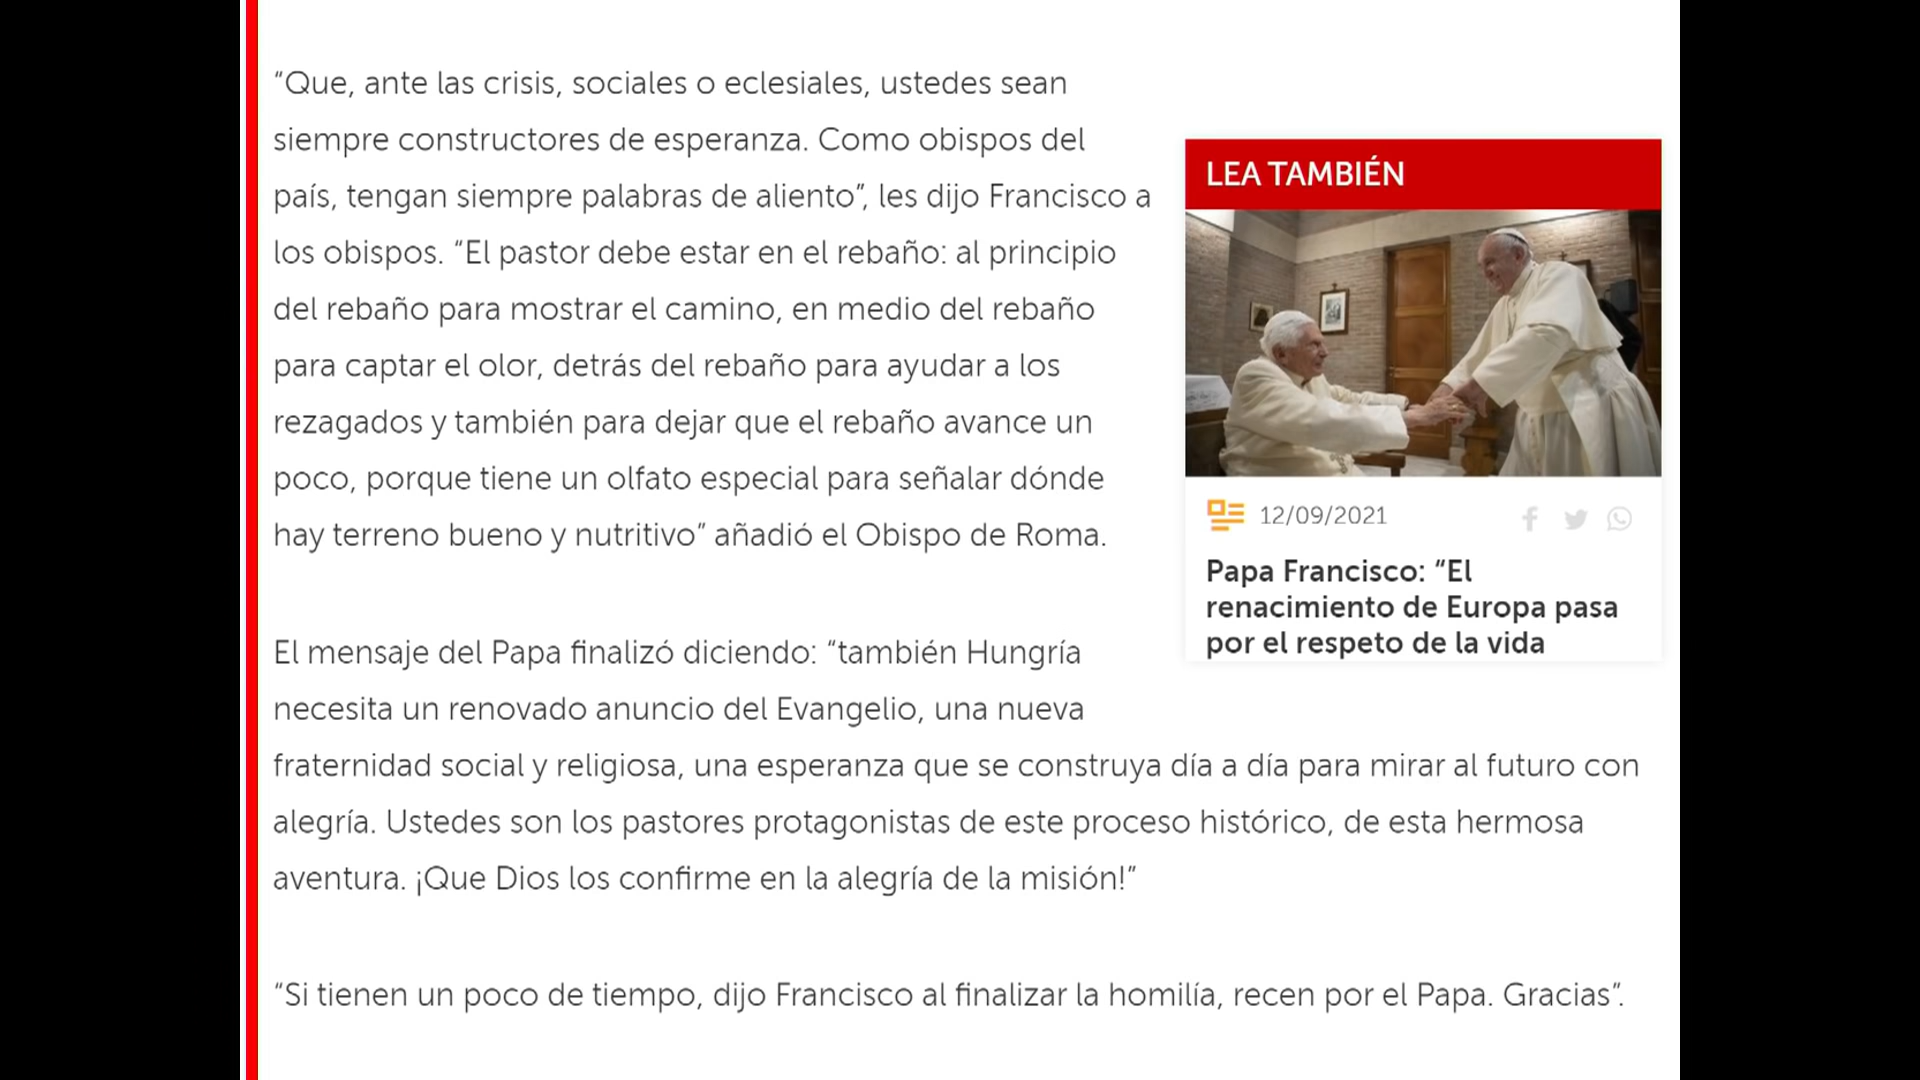 “Que, ante las crisis, sociales o eclesiales, ustedes sean
siempre constructores de esperanza. Como obispos del
país, tengan siempre palabras de aliento”, les dijo Francisco a
los obispos. “El pastor debe estar en el rebaño: al principio
del rebaño para mostrar el camino, en medio del rebaño
para captar el olor, detrás del rebaño para ayudar a los
rezagados y también para dejar que el rebaño avance un
poco, porque tiene un olfato especial para señalar dónde
hay terreno bueno y nutritivo” añadió el Obispo de Roma.
El mensaje del Papa finalizó diciendo: “también Hungría
necesita un renovado anuncio del Evangelio, una nueva
fraternidad social y religiosa, una esperanza que se construya día a día para mirar al futuro con
alegría. Ustedes son los pastores protagonistas de este proceso histórico, de esta hermosa
aventura. ¡Que Dios los confirme en la alegría de la misión!”
“Si tienen un poco de tiempo, dijo Francisco al finalizar la homilía, recen por el Papa. Gracias”.
LEA TAMBIÉN
12/09/2021
Papa Francisco: “El
renacimiento de Europa pasa
por el respeto de la vida